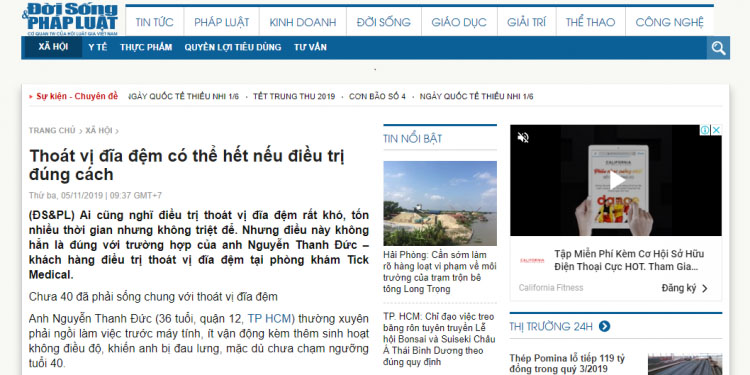 Đời Sống
& PHÁP LUẬT
CƠ QUAN TW CỦA HỘI LUẬT GIA VIỆT NAM
TIN TỨC
PHÁP LUẬT
KINH DOANH
ĐỜI SỐNG
GIÁO DỤC
GIẢI TRÍ
THỂ THAO
CÔNG NGHỆ
XÃ HỘI
Y TẾ
THỰC PHẨM
QUYỀN LỢI TIÊU DÙNG
TƯ VẤN
Sự kiện - Chuyên đề
NGÀY QUỐC TẾ THIẾU NHI 1/6
• TẾT TRUNG THU 2019
• CƠN BÃO SỐ 4
• NGÀY QUỐC TẾ THIẾU NHI 1/6
TRANG CHỦ > XÃ HỘI >
Thoát vị đĩa đệm có thể hết nếu điều trị
đúng cách
Thứ ba, 05/11/2019 | 09:37 GMT+7
(ĐS&PL) Ai cũng nghĩ điều trị thoát vị đĩa đệm rất khó, tốn
nhiều thời gian nhưng không triệt để. Nhưng điều này không
hẳn là đúng với trường hợp của anh Nguyễn Thanh Đức –
khách hàng điều trị thoát vị đĩa đệm tại phòng khám Tick
Medical.
Chưa 40 đã phải sống chung với thoát vị đĩa đệm
Anh Nguyễn Thanh Đức (36 tuổi, quận 12, TP HCM) thường xuyên
phải ngồi làm việc trước máy tính, ít vận động kèm thêm sinh hoạt
không điều độ, khiến anh bị đau lưng, mặc dù chưa chạm ngưỡng
tuổi 40.
TIN NỔI BẬT
Hải Phòng: Cần sớm làm
rõ hàng loạt vi phạm về môi
trường của trạm trộn bê
tông Long Trọng
TP. HCM: Chỉ đạo việc treo
băng rôn tuyên truyền Lễ
hội Bonsai và Suiseki Châu
Á Thái Bình Dương theo
đúng quy định
CALIFORNIA
CALIFORNIA
Tập Miễn Phí Kèm Cơ Hội Sở Hữu
Điện Thoại Cực HOT. Tham Gia...
California Fitness
Đăng ký >
THỊ TRƯỜNG 24H
Thép Pomina lỗ tiếp 119 tỷ
đồng trong quý 3/2019